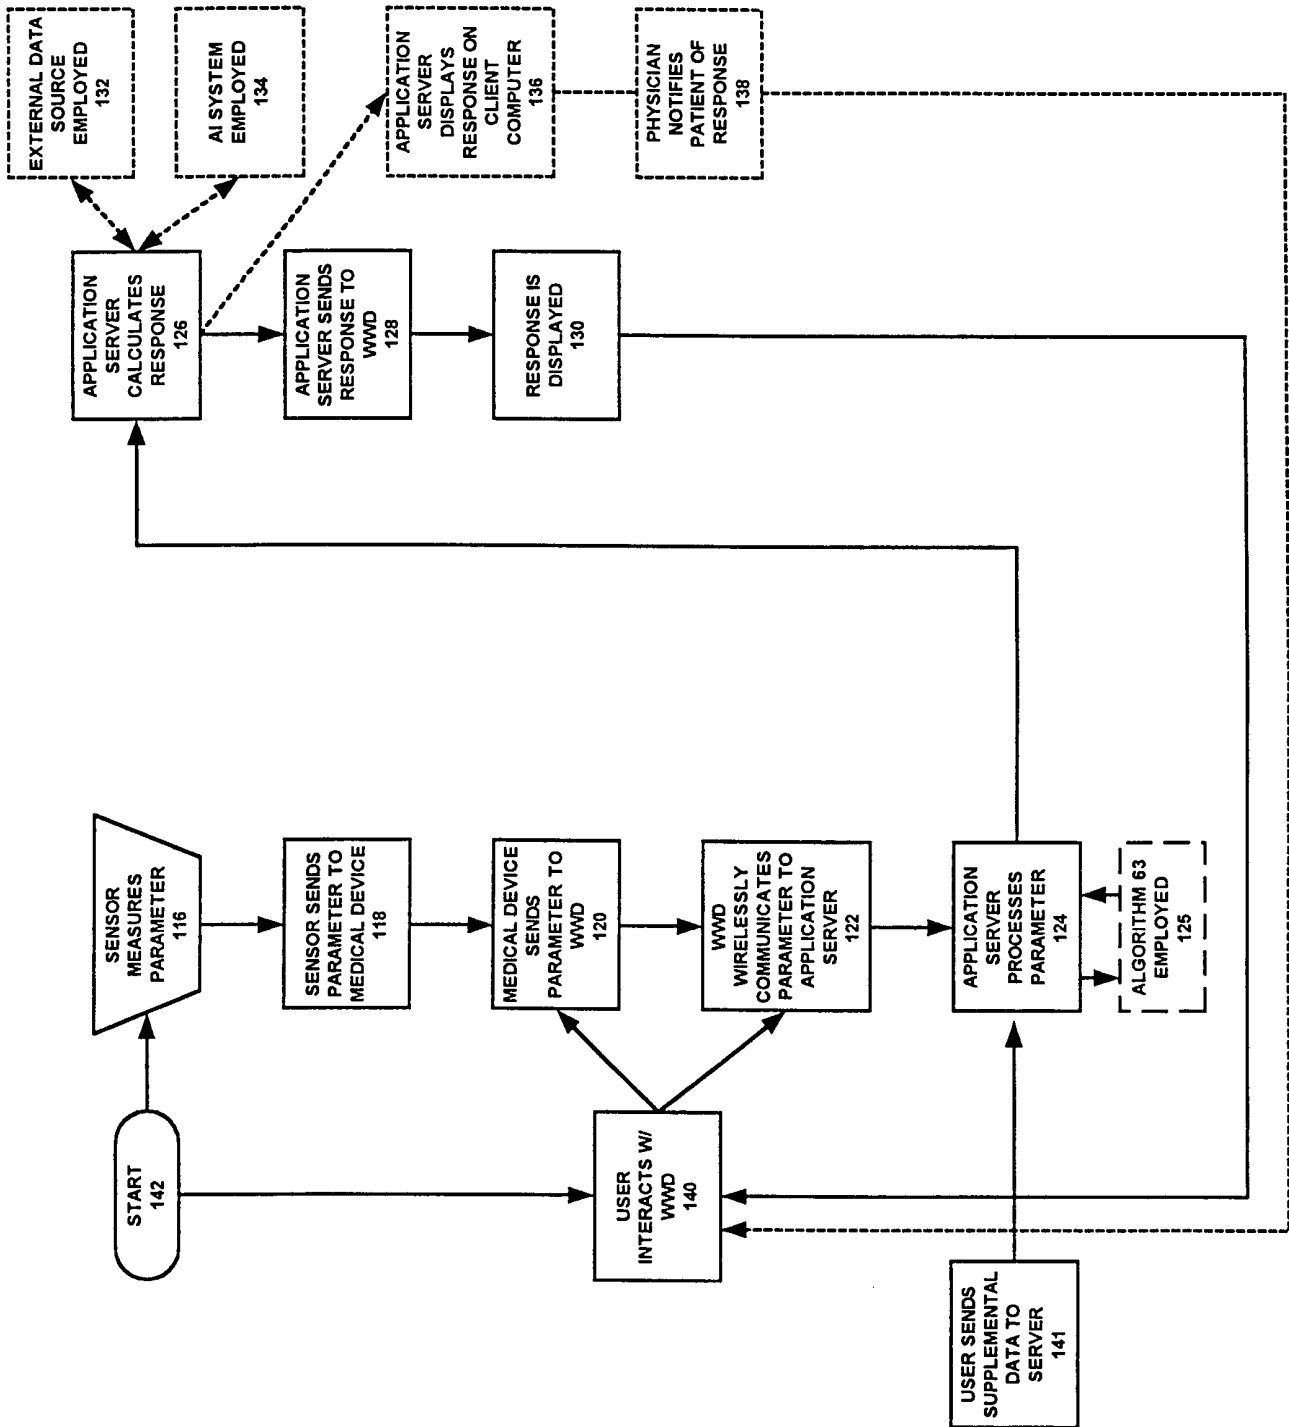 START
142
SENSOR
MEASURES
PARAMETER
116
SENSOR SENDS
PARAMETER TO
MEDICAL DEVICE
118
MEDICAL DEVICE
SENDS
PARAMETER TO
WWD
120
WWD
WIRELESSLY
COMMUNICATES
PARAMETER TO
APPLICATION
SERVER
122
APPLICATION
SERVER
PROCESSES
PARAMETER
124
ALGORITHM 63
EMPLOYED
125
USER
INTERACTS W/
WWD
140
USER SENDS
SUPPLEMENTAL
DATA TO
SERVER
141
APPLICATION
SERVER
CALCULATES
RESPONSE
126
APPLICATION
SERVER SENDS
RESPONSE TO
WWD
128
RESPONSE IS
DISPLAYED
130
EXTERNAL DATA
SOURCE
EMPLOYED
132
AI SYSTEM
EMPLOYED
134
APPLICATION
SERVER
DISPLAYS
RESPONSE ON
CLIENT
COMPUTER
136
PHYSICIAN
NOTIFIES
PATIENT OF
RESPONSE
138